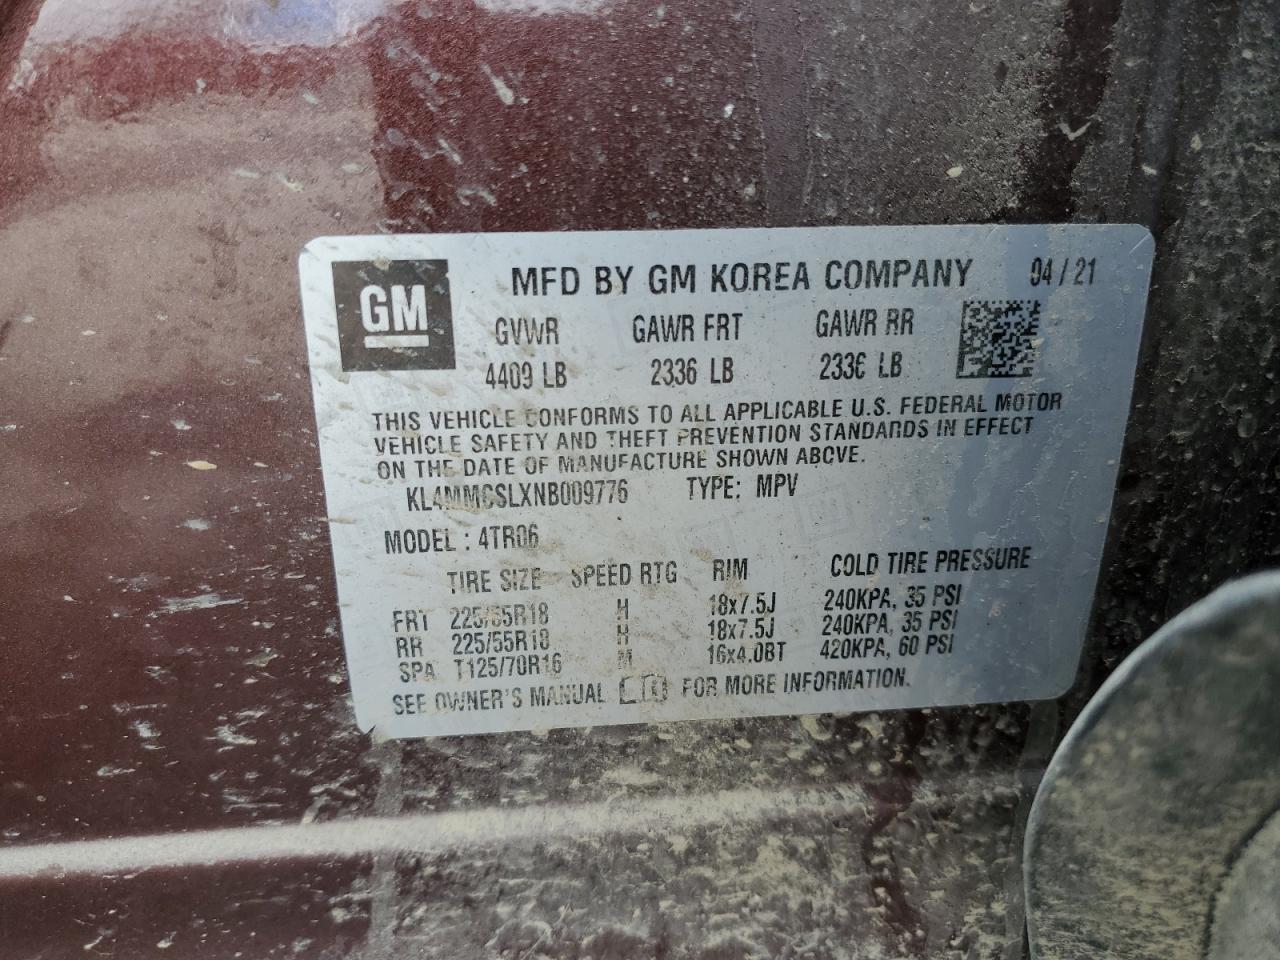 GM
MFD BY GM KOREA COMPANY 04/21
GVWR GAWR FRT GAWR RR
4409 LB 2336 LB 2336 LB
THIS VEHICLE CONFORMS TO ALL APPLICABLE U.S. FEDERAL MOTOR
VEHICLE SAFETY AND THEFT PREVENTION STANDARDS IN EFFECT
ON THE DATE OF MANUFACTURE SHOWN ABOVE.
KL4MMCSLXNB009776 TYPE: MPV
MODEL : 4TR06
TIRE SIZE SPEED RTG RIM COLD TIRE PRESSURE
FRT 225/55R18 H 18x7.5J 240KPA, 35 PSI
RR 225/55R18 H 18x7.5J 240KPA, 35 PSI
SPA T125/70R16 M 16x4.0BT 420KPA, 60 PSI
SEE OWNER'S MANUAL FOR MORE INFORMATION.